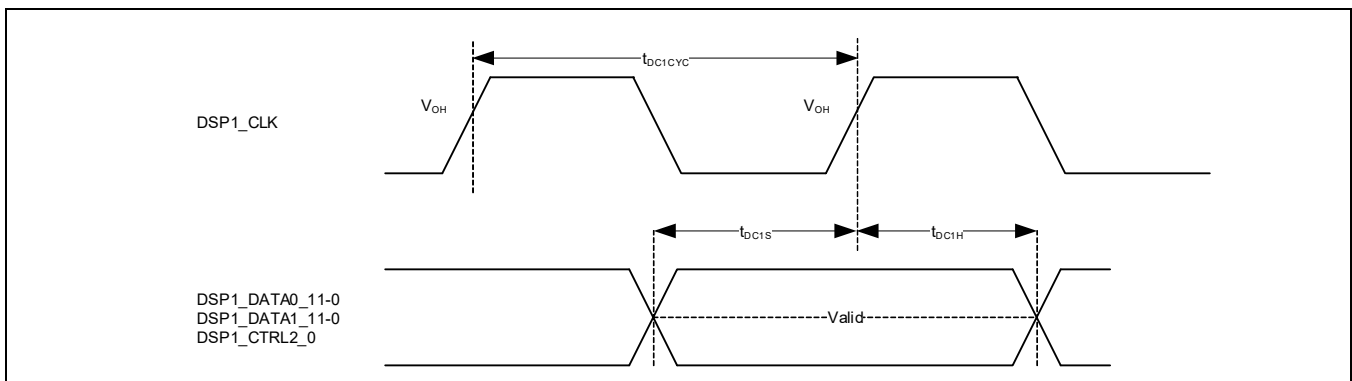 tDC1CYC
VOH
VOH
DSP1_CLK
tDC1S
tDC1H
DSP1_DATA0_11-0
DSP1_DATA1_11-0
DSP1_CTRL2_0
Valid